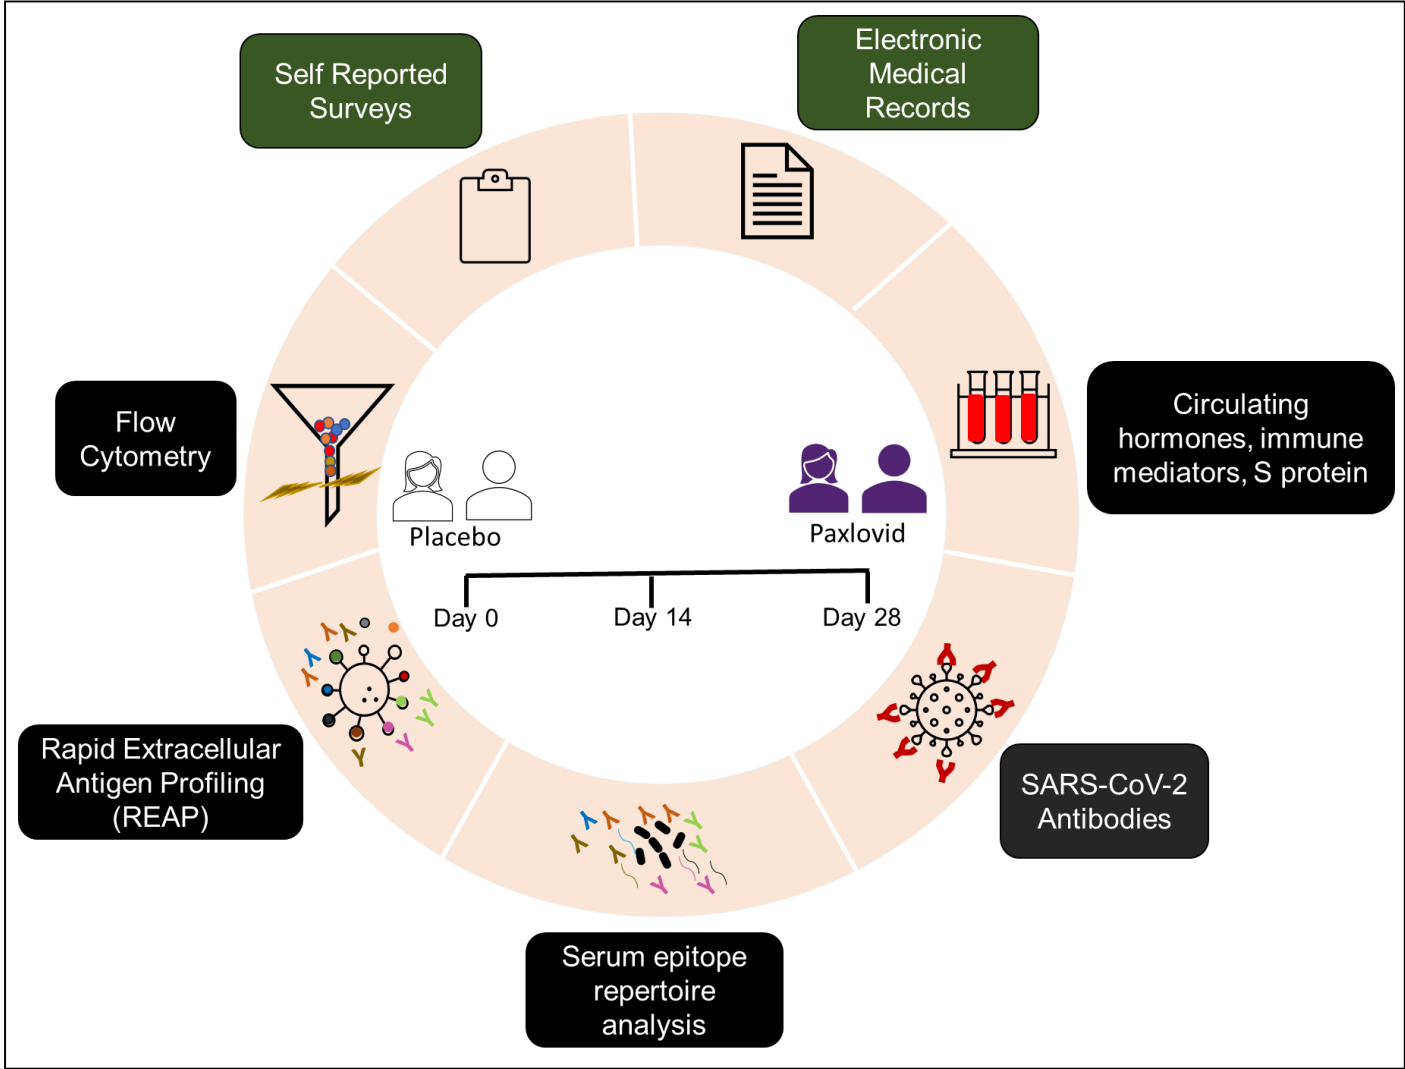 Self Reported
Surveys
Electronic
Medical
Records
Flow
Cytometry
Circulating
hormones, immune
mediators, S protein
Placebo
Paxlovid
Day 0
Day 14
Day 28
Rapid Extracellular
Antigen Profiling
(REAP)
SARS-CoV-2
Antibodies
Serum epitope
repertoire
analysis